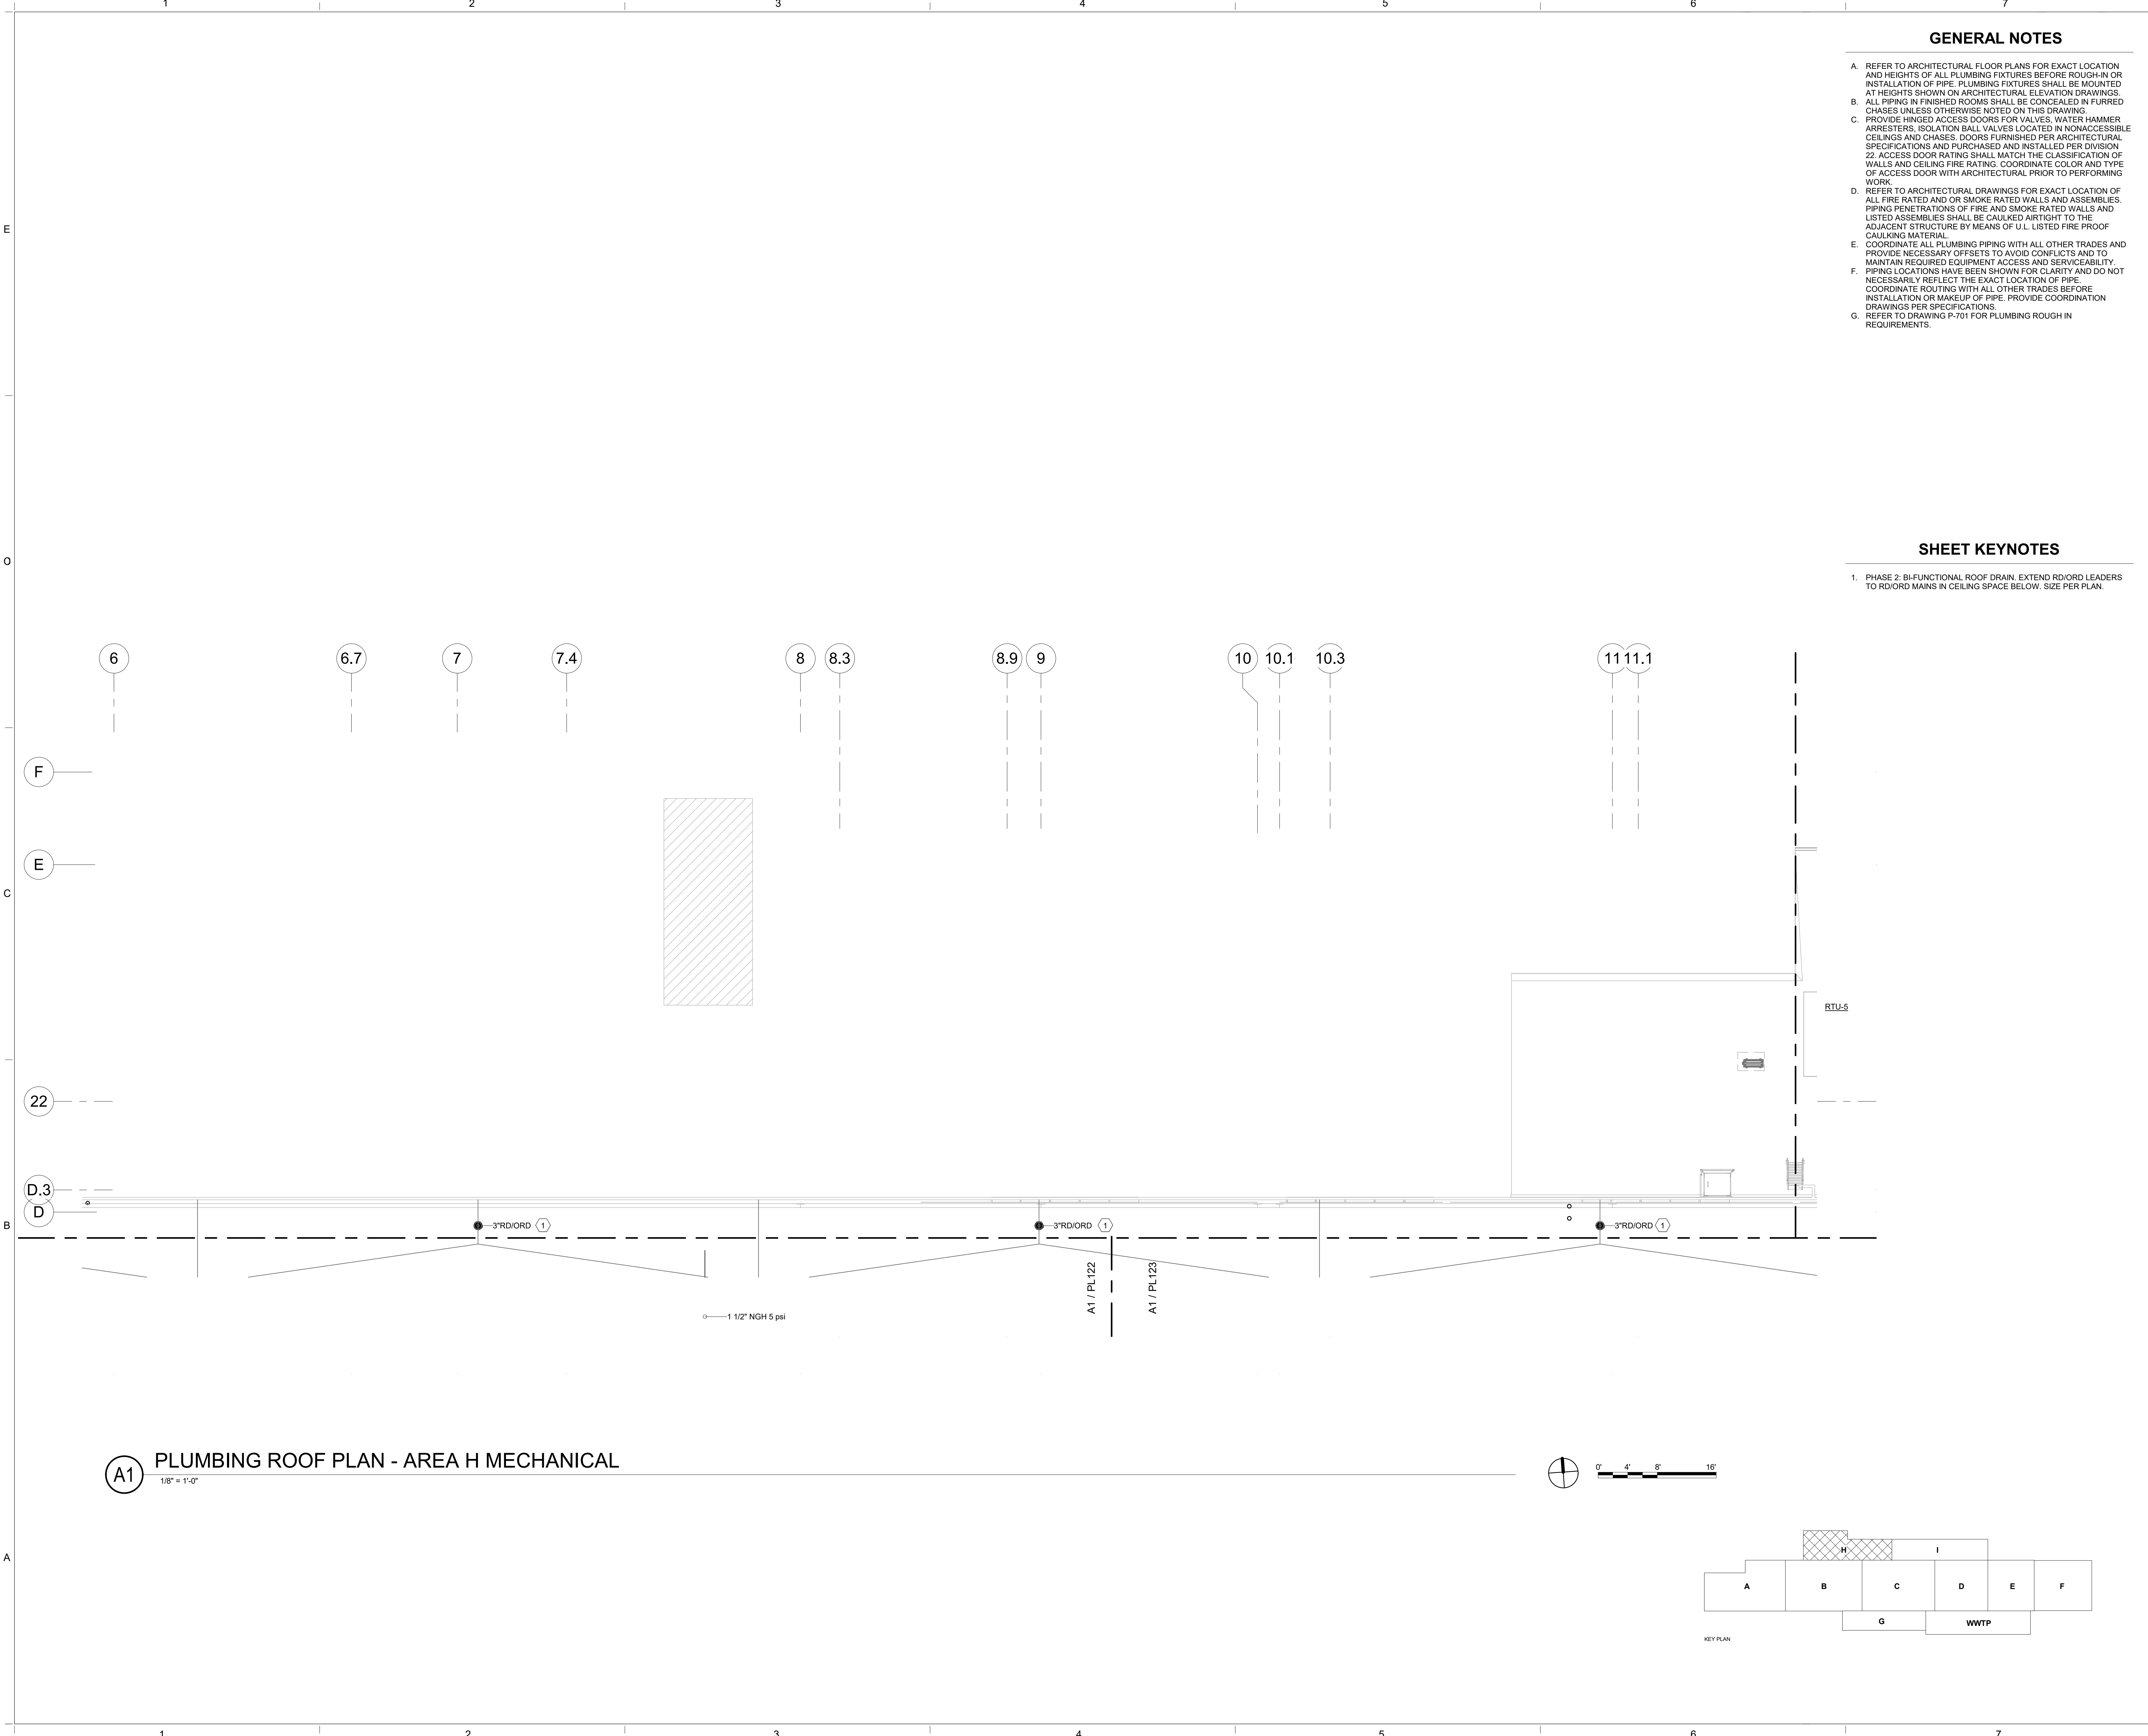 1 2 3 4 5 6 7
GENERAL NOTES
A. REFER TO ARCHITECTURAL FLOOR PLANS FOR EXACT LOCATION
AND HEIGHTS OF ALL PLUMBING FIXTURES BEFORE ROUGH-IN OR
INSTALLATION OF PIPE. PLUMBING FIXTURES SHALL BE MOUNTED
AT HEIGHTS SHOWN ON ARCHITECTURAL ELEVATION DRAWINGS.
B. ALL PIPING IN FINISHED ROOMS SHALL BE CONCEALED IN FURRED
CHASES UNLESS OTHERWISE NOTED ON THIS DRAWING.
C. PROVIDE HINGED ACCESS DOORS FOR VALVES, WATER HAMMER
ARRESTERS, ISOLATION BALL VALVES LOCATED IN NONACCESSIBLE
CEILINGS AND CHASES. DOORS FURNISHED PER ARCHITECTURAL
SPECIFICATIONS AND PURCHASED AND INSTALLED PER DIVISION
22. ACCESS DOOR RATING SHALL MATCH THE CLASSIFICATION OF
WALLS AND CEILING FIRE RATING. COORDINATE COLOR AND TYPE
OF ACCESS DOOR WITH ARCHITECTURAL PRIOR TO PERFORMING
WORK.
D. REFER TO ARCHITECTURAL DRAWINGS FOR EXACT LOCATION OF
ALL FIRE RATED AND OR SMOKE RATED WALLS AND ASSEMBLIES.
PIPING PENETRATIONS OF FIRE AND SMOKE RATED WALLS AND
LISTED ASSEMBLIES SHALL BE CAULKED AIRTIGHT TO THE
ADJACENT STRUCTURE BY MEANS OF U.L. LISTED FIRE PROOF
CAULKING MATERIAL.
E. COORDINATE ALL PLUMBING PIPING WITH ALL OTHER TRADES AND
PROVIDE NECESSARY OFFSETS TO AVOID CONFLICTS AND TO
MAINTAIN REQUIRED EQUIPMENT ACCESS AND SERVICEABILITY.
F. PIPING LOCATIONS HAVE BEEN SHOWN FOR CLARITY AND DO NOT
NECESSARILY REFLECT THE EXACT LOCATION OF PIPE.
COORDINATE ROUTING WITH ALL OTHER TRADES BEFORE
INSTALLATION OR MAKEUP OF PIPE. PROVIDE COORDINATION
DRAWINGS PER SPECIFICATIONS.
G. REFER TO DRAWING P-701 FOR PLUMBING ROUGH IN
REQUIREMENTS.
E
SHEET KEYNOTES
D
1. PHASE 2: BI-FUNCTIONAL ROOF DRAIN. EXTEND RD/ORD LEADERS
TO RD/ORD MAINS IN CEILING SPACE BELOW. SIZE PER PLAN.
6 6.7 7 7.4 8 8.3 8.9 9 10 10.1 10.3 11 11.1
F
E
C
RTU-5
22
D.3
D
B
3"RD/ORD 1 3"RD/ORD 1 3"RD/ORD 1
A1 / PL122
A1 / PL123
1 1/2" NGH 5 psi
A1 PLUMBING ROOF PLAN - AREA H MECHANICAL
1/8" = 1'-0"
0' 4' 8' 16'
A
H I
A B C D E F
G WWTP
KEY PLAN
1 2 3 4 5 6 7